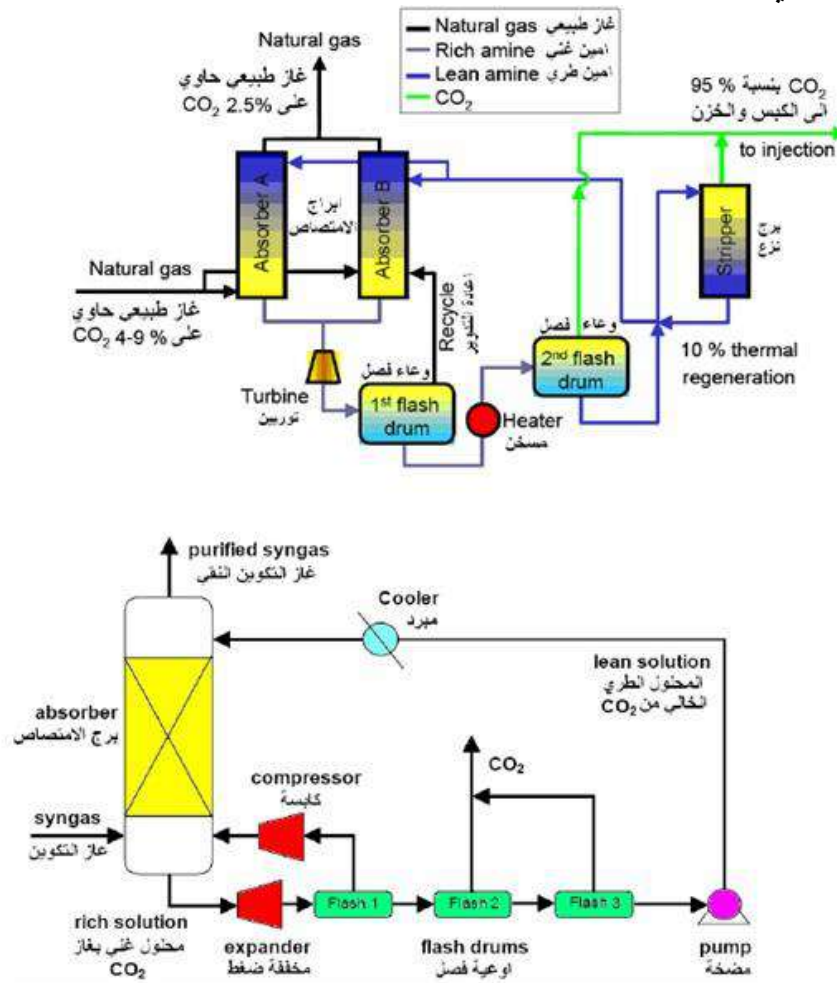 Natural gas غاز طبيعي
Rich amine امين غني
Lean amine امين طري
CO₂
Natural gas
غاز طبيعي حاوي
على CO₂ 2.5%
CO₂ بنسبة 95 %
الى الكبس والخزن
to injection
Absorber A
Absorber B
ابراج
الامتصاص
Stripper
برج
نزع
Natural gas
غاز طبيعي حاوي
على CO₂ 4-9 %
Recycle
اعادة التدوير
Turbine
توربين
وعاء فصل
1st flash
drum
Heater
مسخن
وعاء فصل
2nd flash
drum
10 % thermal
regeneration
purified syngas
غاز التكوين النقي
Cooler
مبرد
lean solution
المحلول الطري
الخالي من CO₂
absorber
برج الامتصاص
compressor
كابسة
CO₂
syngas
غاز التكوين
Flash 1
Flash 2
Flash 3
rich solution
محلول غني بغاز
CO₂
expander
مخففة ضغط
flash drums
اوعية فصل
pump
مضخة